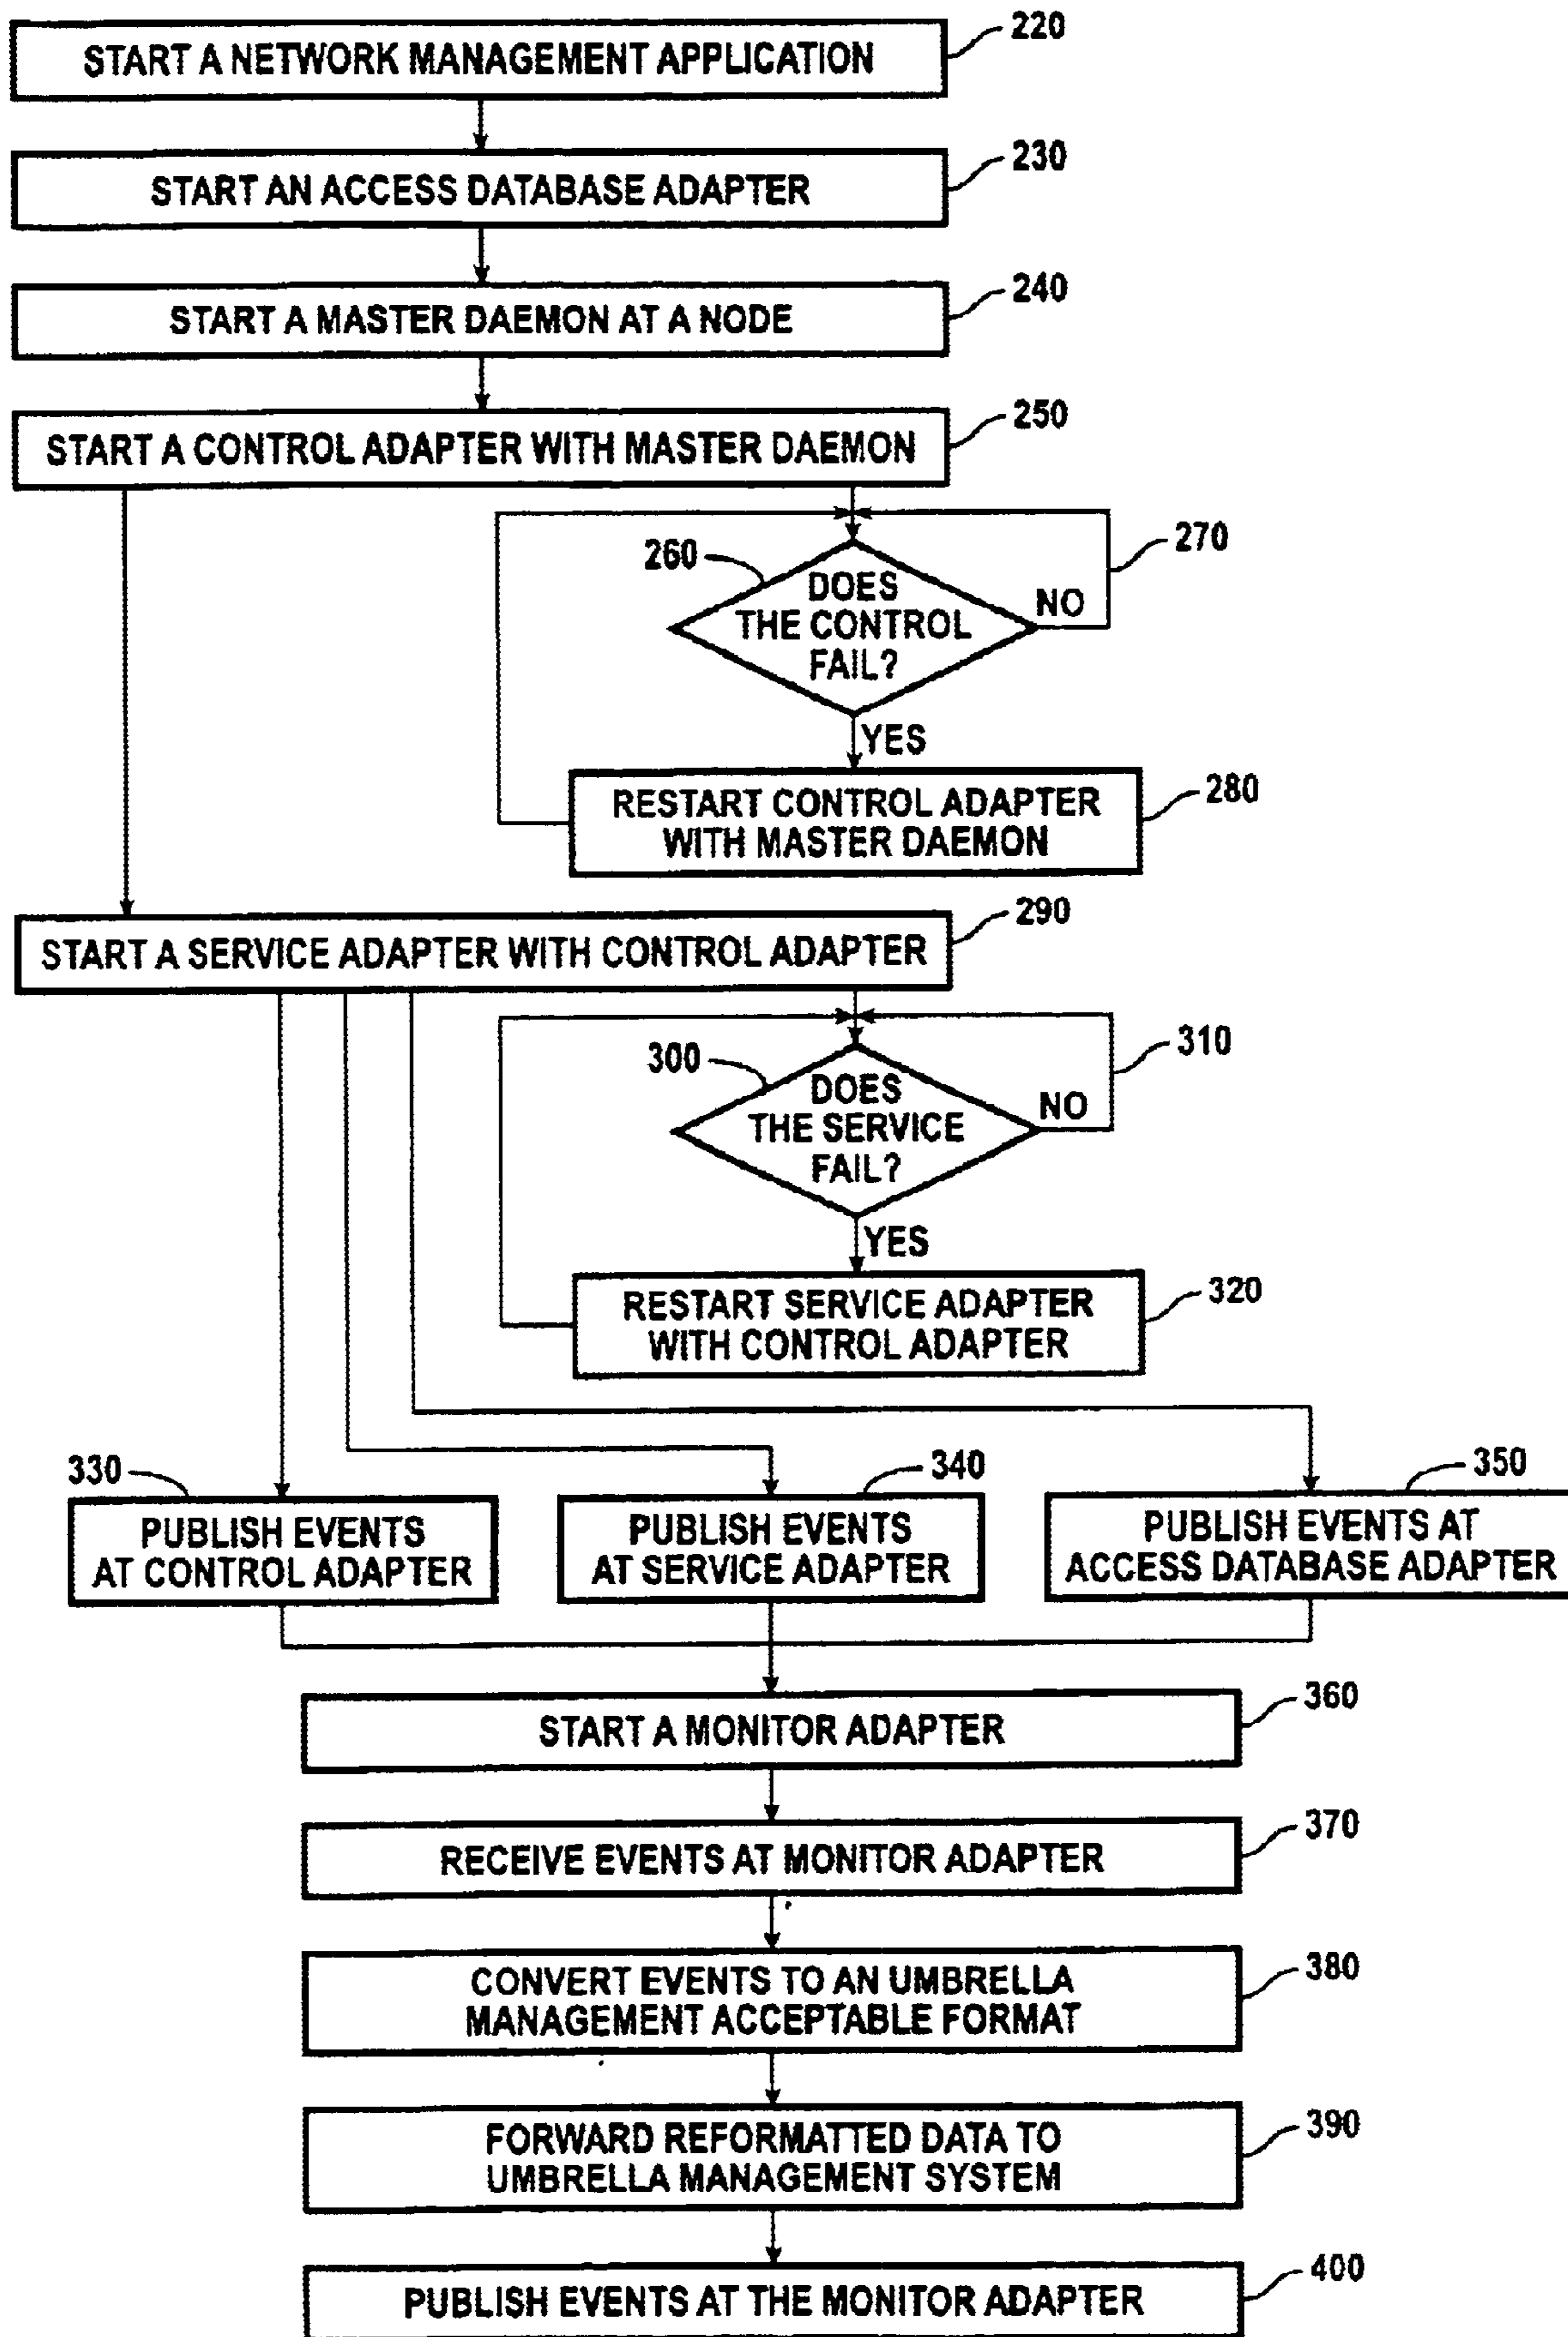 220
START A NETWORK MANAGEMENT APPLICATION
230
START AN ACCESS DATABASE ADAPTER
240
START A MASTER DAEMON AT A NODE
250
START A CONTROL ADAPTER WITH MASTER DAEMON
260
270
DOES
THE CONTROL
FAIL?
NO
YES
280
RESTART CONTROL ADAPTER
WITH MASTER DAEMON
290
START A SERVICE ADAPTER WITH CONTROL ADAPTER
300
310
DOES
THE SERVICE
FAIL?
NO
YES
320
RESTART SERVICE ADAPTER
WITH CONTROL ADAPTER
330
PUBLISH EVENTS
AT CONTROL ADAPTER
340
PUBLISH EVENTS
AT SERVICE ADAPTER
350
PUBLISH EVENTS AT
ACCESS DATABASE ADAPTER
360
START A MONITOR ADAPTER
370
RECEIVE EVENTS AT MONITOR ADAPTER
380
CONVERT EVENTS TO AN UMBRELLA
MANAGEMENT ACCEPTABLE FORMAT
390
FORWARD REFORMATTED DATA TO
UMBRELLA MANAGEMENT SYSTEM
400
PUBLISH EVENTS AT THE MONITOR ADAPTER